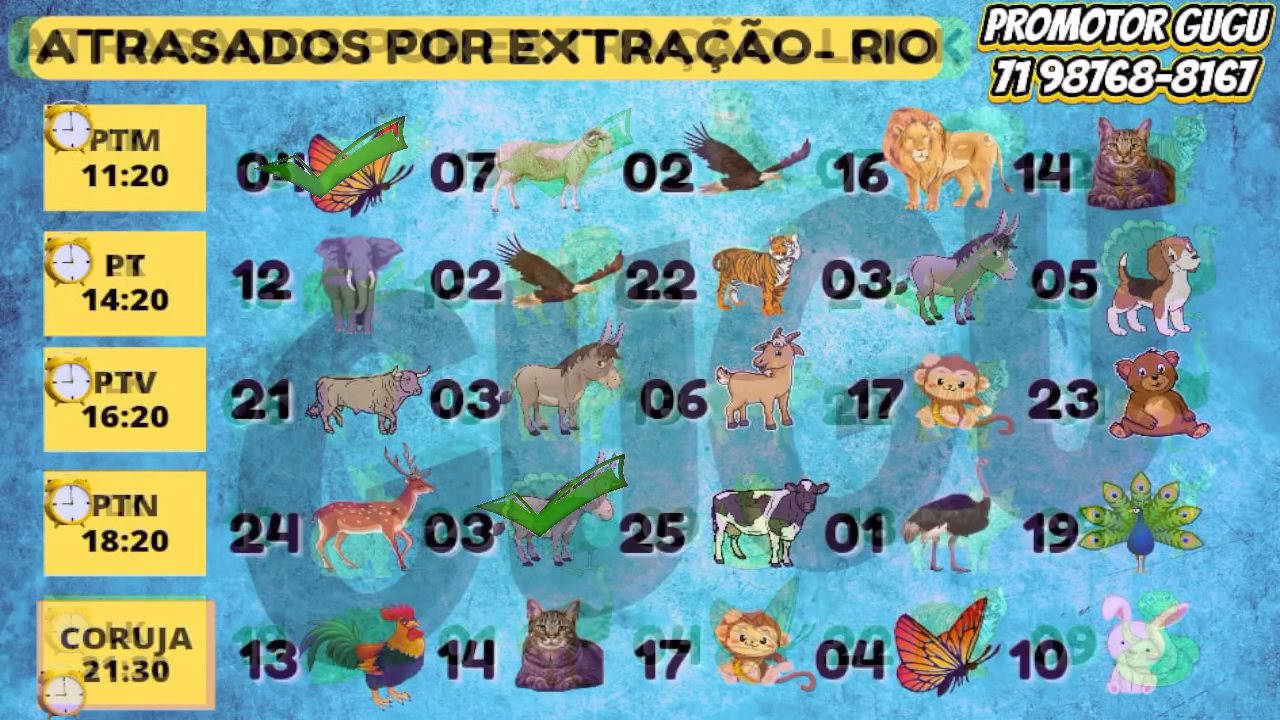 ATRASADOS POR EXTRAÇÃO- RIO
PROMOTOR GUGU
71 98768-8167
PTM
11:20
04 07 02 16 14
PT
14:20
12 02 22 03 05
PTV
16:20
21 03 06 17 23
PTN
18:20
24 03 25 01 19
CORUJA
21:30
13 14 17 04 10
GUGU